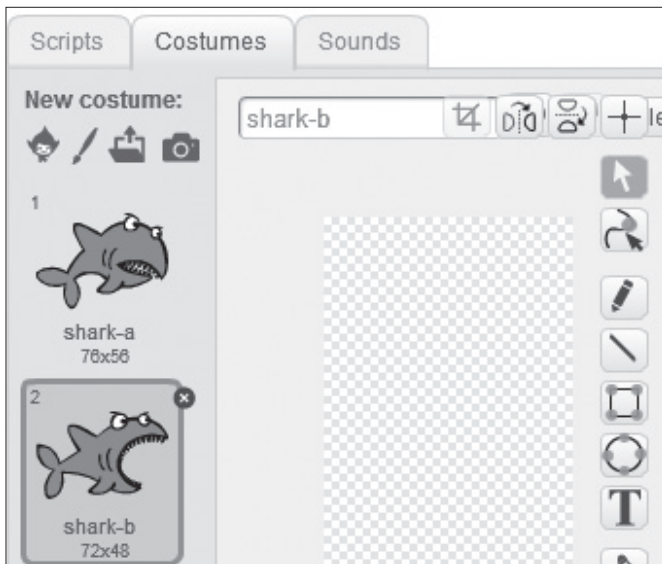 Scripts Costumes Sounds
New costume:
shark-b
1
shark-a
76x56
2
shark-b
72x48
T